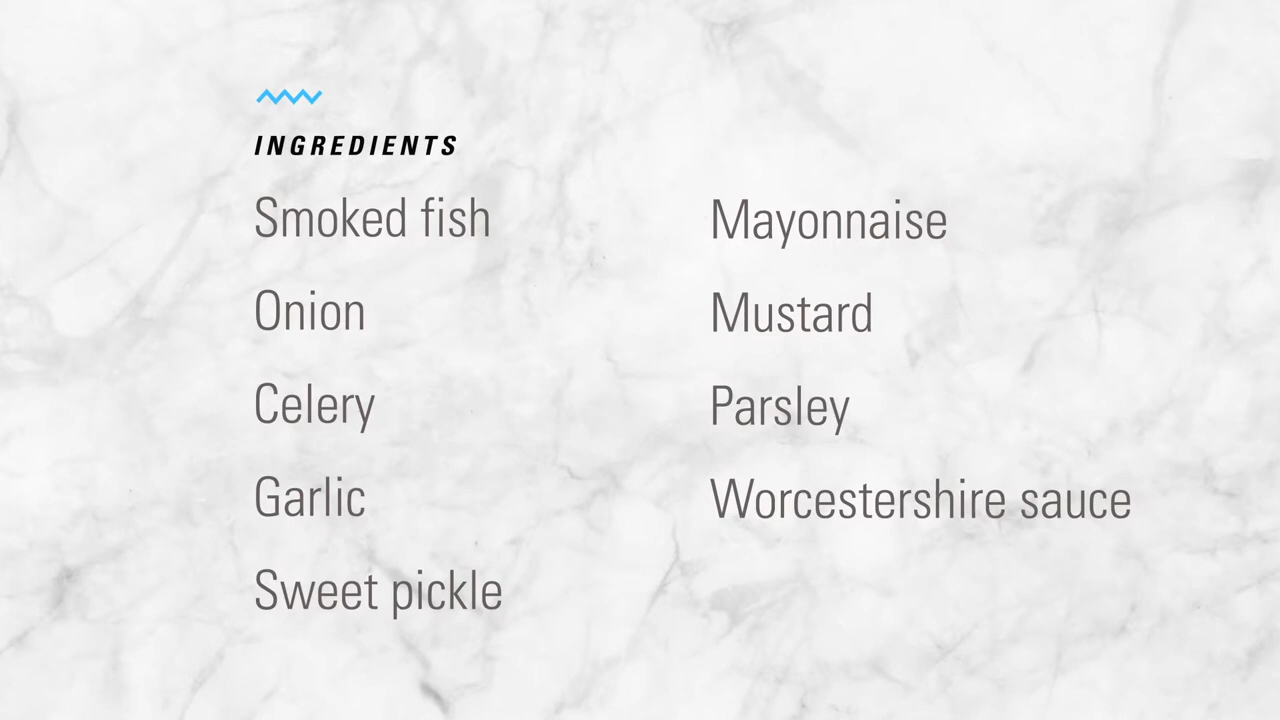 INGREDIENTS
Smoked fish
Onion
Celery
Garlic
Sweet pickle
Mayonnaise
Mustard
Parsley
Worcestershire sauce